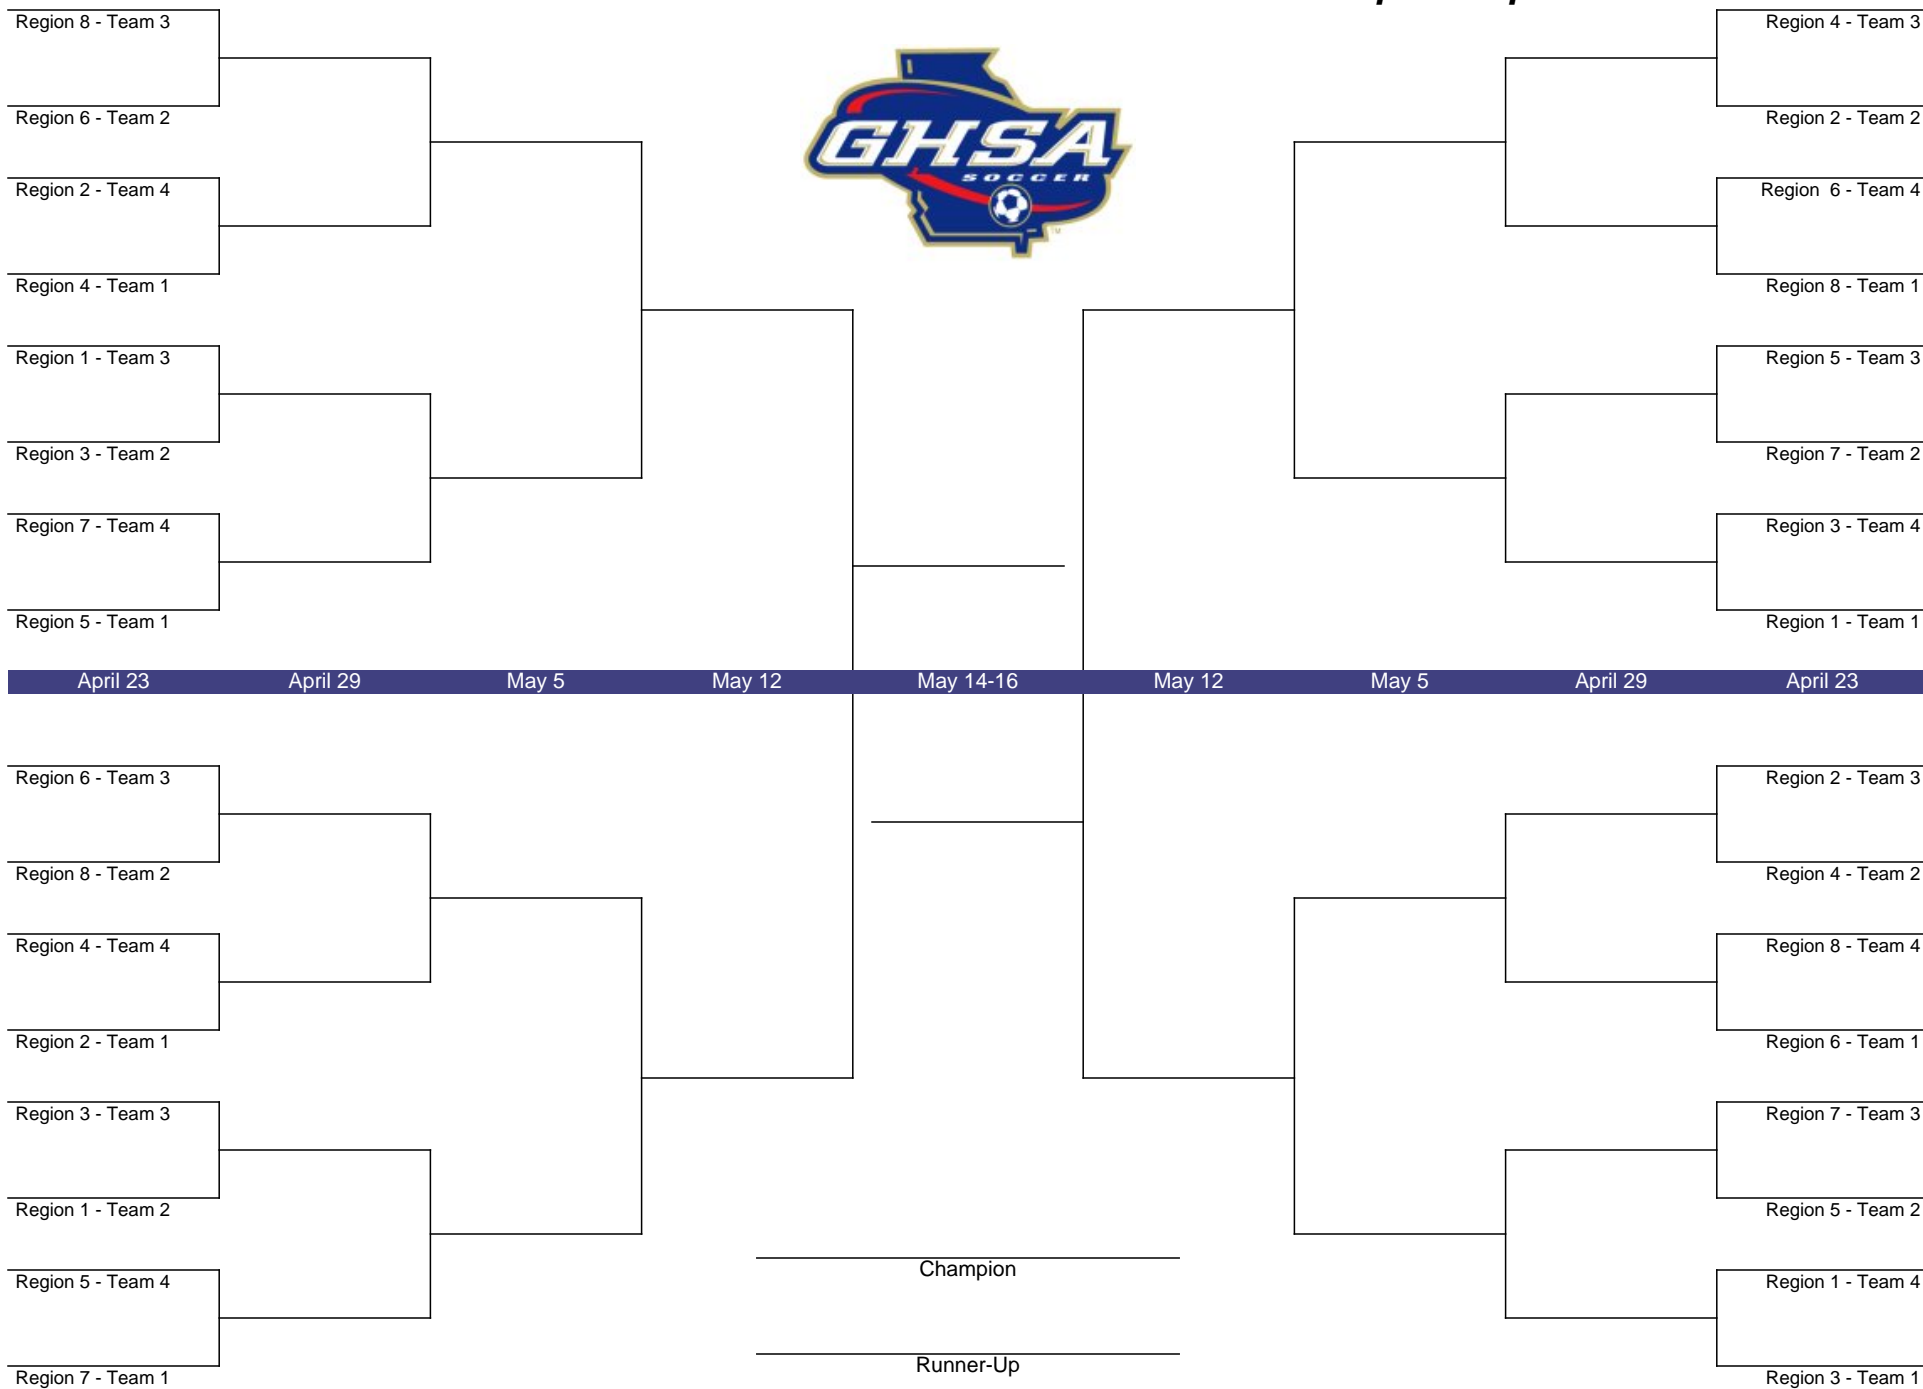 Region 8 - Team 3
Region 6 - Team 2
Region 2 - Team 4
Region 4 - Team 1
Region 1 - Team 3
Region 3 - Team 2
Region 7 - Team 4
Region 5 - Team 1
GHSA
SOCCER
TM
Region 4 - Team 3
Region 2 - Team 2
Region  6 - Team 4
Region 8 - Team 1
Region 5 - Team 3
Region 7 - Team 2
Region 3 - Team 4
Region 1 - Team 1
April 23 April 29 May 5 May 12 May 14-16 May 12 May 5 April 29 April 23
Region 6 - Team 3
Region 8 - Team 2
Region 4 - Team 4
Region 2 - Team 1
Region 3 - Team 3
Region 1 - Team 2
Region 5 - Team 4
Region 7 - Team 1
Champion
Runner-Up
Region 2 - Team 3
Region 4 - Team 2
Region 8 - Team 4
Region 6 - Team 1
Region 7 - Team 3
Region 5 - Team 2
Region 1 - Team 4
Region 3 - Team 1